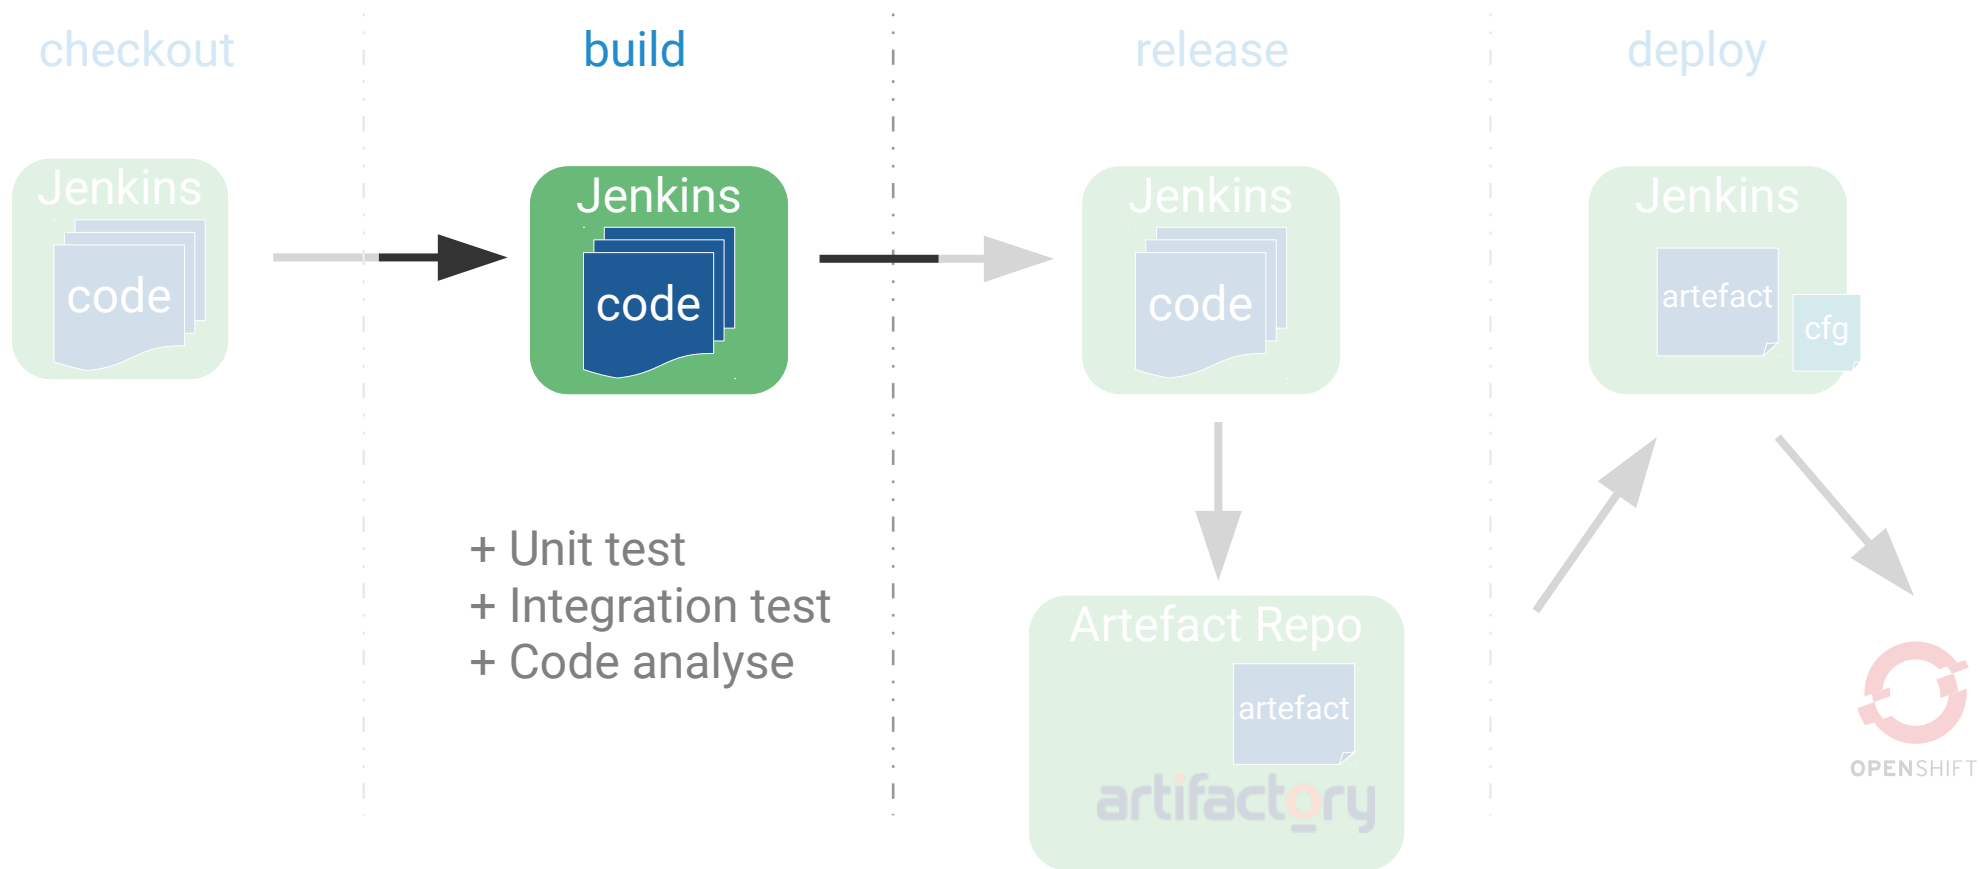 checkout
build
release
deploy
Jenkins
code
Jenkins
code
+ Unit test
+ Integration test
+ Code analyse
Jenkins
code
Artefact Repo
artefact
artifactory
Jenkins
artefact
cfg
OPENSHIFT